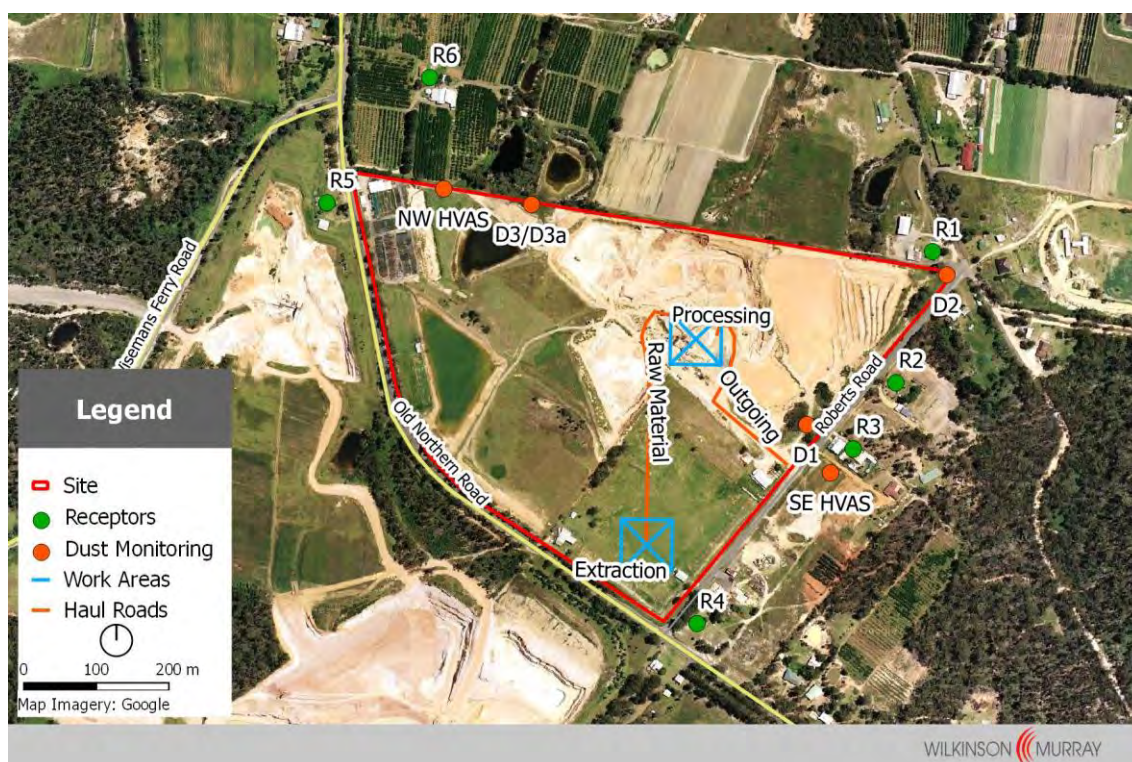 R6
R5
NW HVAS
D3/D3a
R1
D2
Processing
Raw Material
Outgoing
Roberts Road
R2
R3
D1
SE HVAS
Extraction
R4
Old Northern Road
Ferry Road
Legend
Site
Receptors
Dust Monitoring
Work Areas
Haul Roads
0 100 200 m
Map Imagery: Google
WILKINSON MURRAY